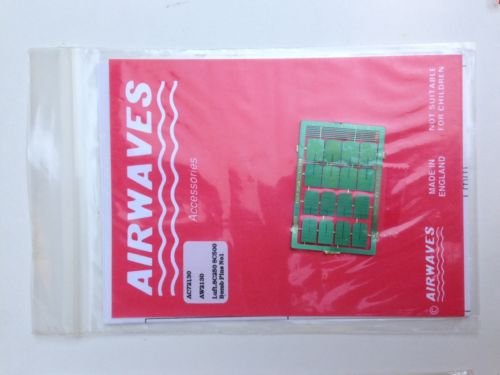 AIRWAVES
Accessories
AC72130
AW2130
Luft.SC250 SC500
Bomb Fins No1
NOT SUITABLE
FOR CHILDREN
MADE IN
ENGLAND
© AIRWAVES